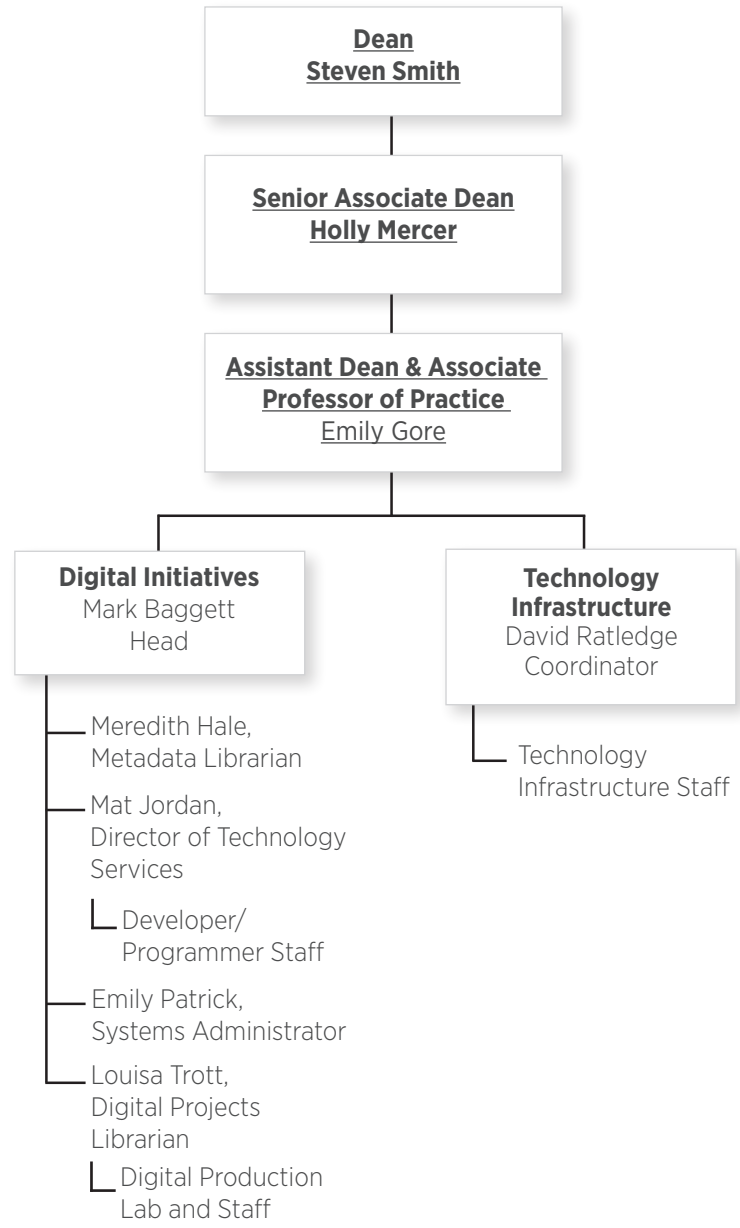 Dean
Steven Smith
Senior Associate Dean
Holly Mercer
Assistant Dean & Associate
Professor of Practice
Emily Gore
Digital Initiatives
Mark Baggett
Head
Meredith Hale,
Metadata Librarian
Mat Jordan,
Director of Technology
Services
Developer/
Programmer Staff
Emily Patrick,
Systems Administrator
Louisa Trott,
Digital Projects
Librarian
Digital Production
Lab and Staff
Technology
Infrastructure
David Ratledge
Coordinator
Technology
Infrastructure Staff